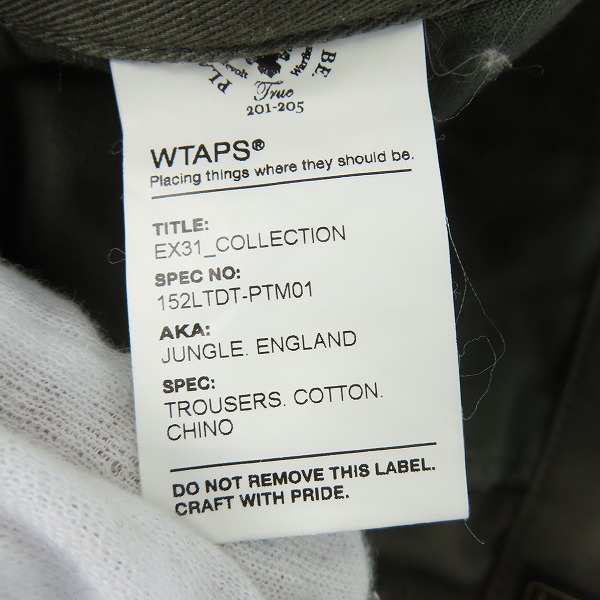 True
201-205
WTAPS®
Placing things where they should be.
TITLE:
EX31_COLLECTION
SPEC NO:
152LTDT-PTM01
AKA:
JUNGLE. ENGLAND
SPEC:
TROUSERS. COTTON.
CHINO
DO NOT REMOVE THIS LABEL.
CRAFT WITH PRIDE.